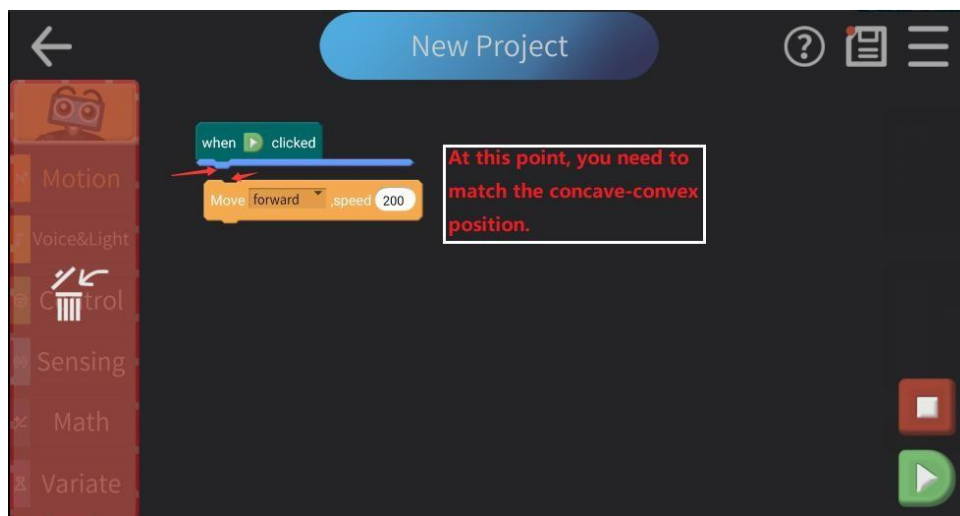 New Project
when clicked
Move forward ,speed 200
At this point, you need to
match the concave-convex
position.
Motion
Voice&Light
Control
Sensing
Math
Variate